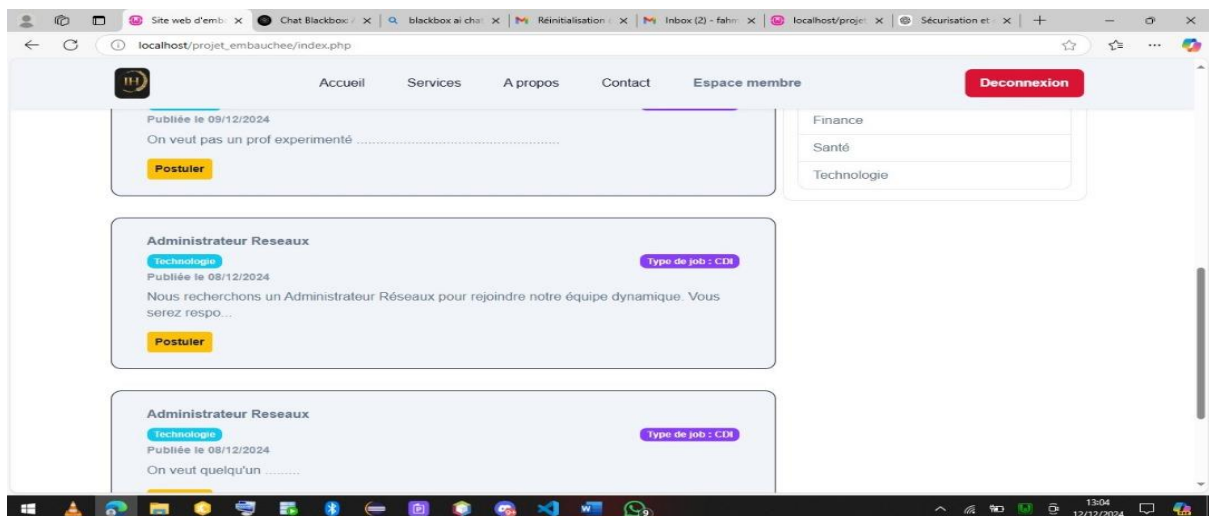 Site web d'emb
Chat Blackbox
blackbox ai cha
Réinitialisation
Inbox (2) - fahm
localhost/projet
Sécurisation et
localhost/projet_embauchee/index.php
IH
Accueil Services A propos Contact Espace membre Deconnexion
Publiée le 09/12/2024
On veut pas un prof experimenté ......................................................
Postuler
Finance
Santé
Technologie
Administrateur Reseaux
Technologie
Type de job : CDI
Publiée le 08/12/2024
Nous recherchons un Administrateur Réseaux pour rejoindre notre équipe dynamique. Vous
serez respo...
Postuler
Administrateur Reseaux
Technologie
Type de job : CDI
Publiée le 08/12/2024
On veut quelqu'un .........
13:04
12/12/2024